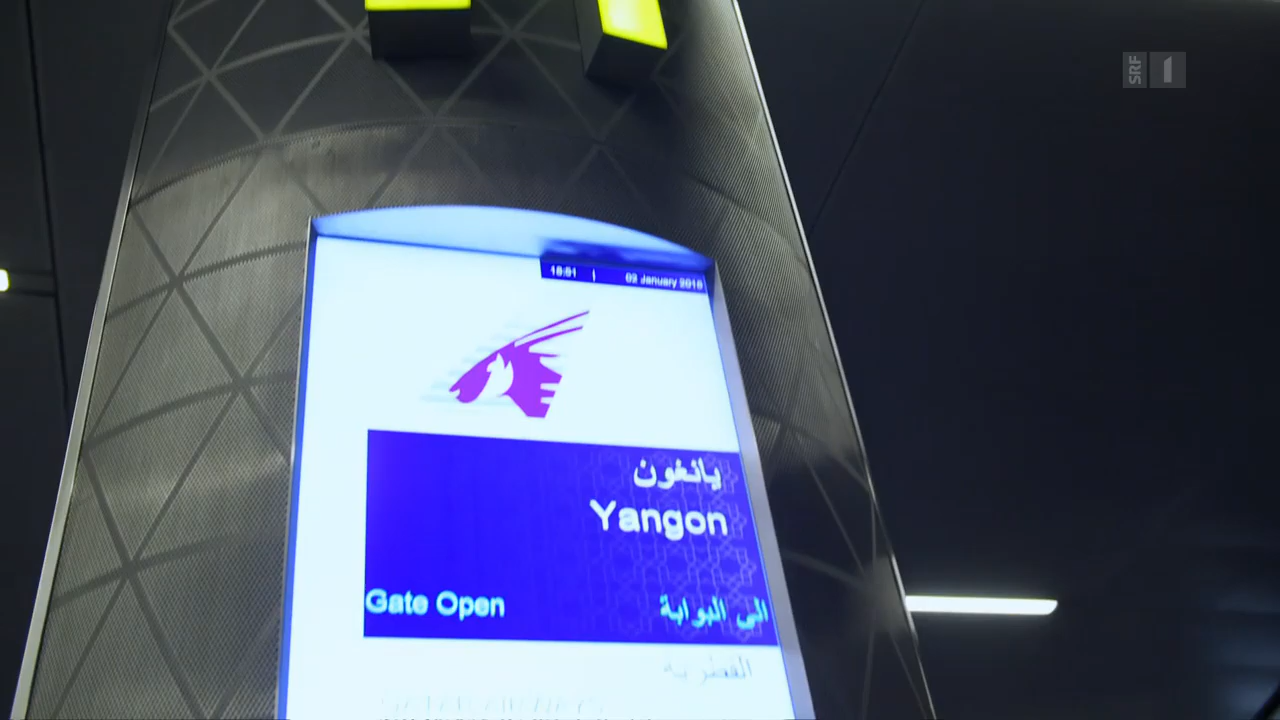 SRF 1
18:51 | 02 January 2018
يانغون
Yangon
Gate Open
الى البوابة
القطرية